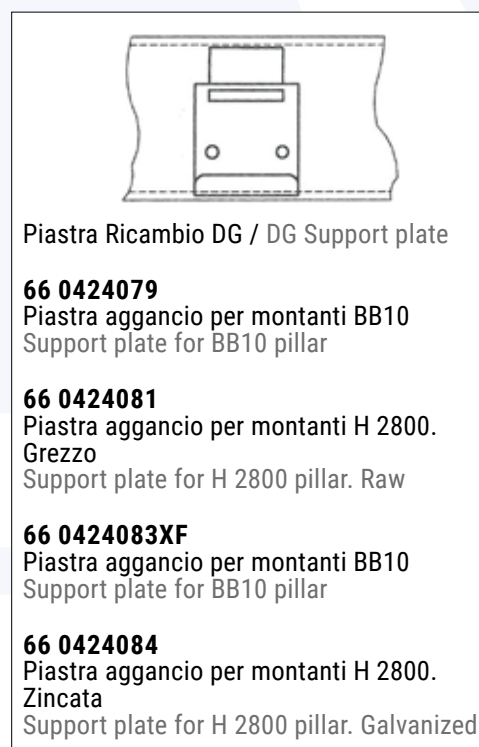 Piastra Ricambio DG / DG Support plate
66 0424079
Piastra aggancio per montanti BB10
Support plate for BB10 pillar
66 0424081
Piastra aggancio per montanti H 2800.
Grezzo
Support plate for H 2800 pillar. Raw
66 0424083XF
Piastra aggancio per montanti BB10
Support plate for BB10 pillar
66 0424084
Piastra aggancio per montanti H 2800.
Zincata
Support plate for H 2800 pillar. Galvanized